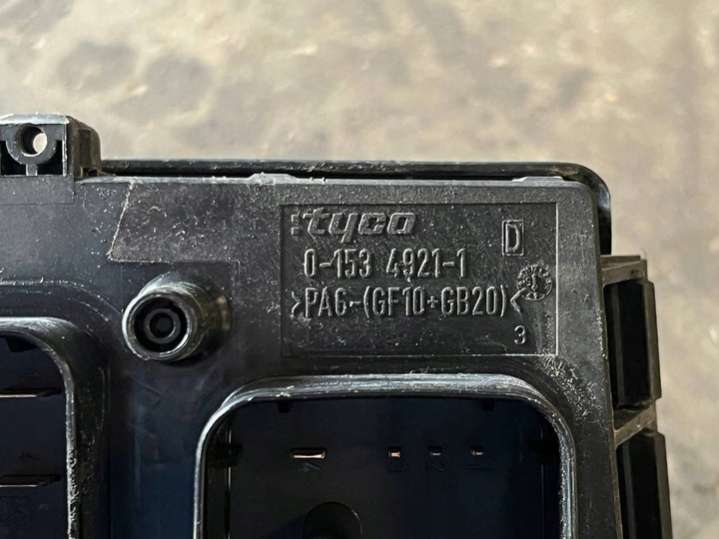 tyco
D
0-153 4921-1
>PA6-(GF10+GB20)<
3